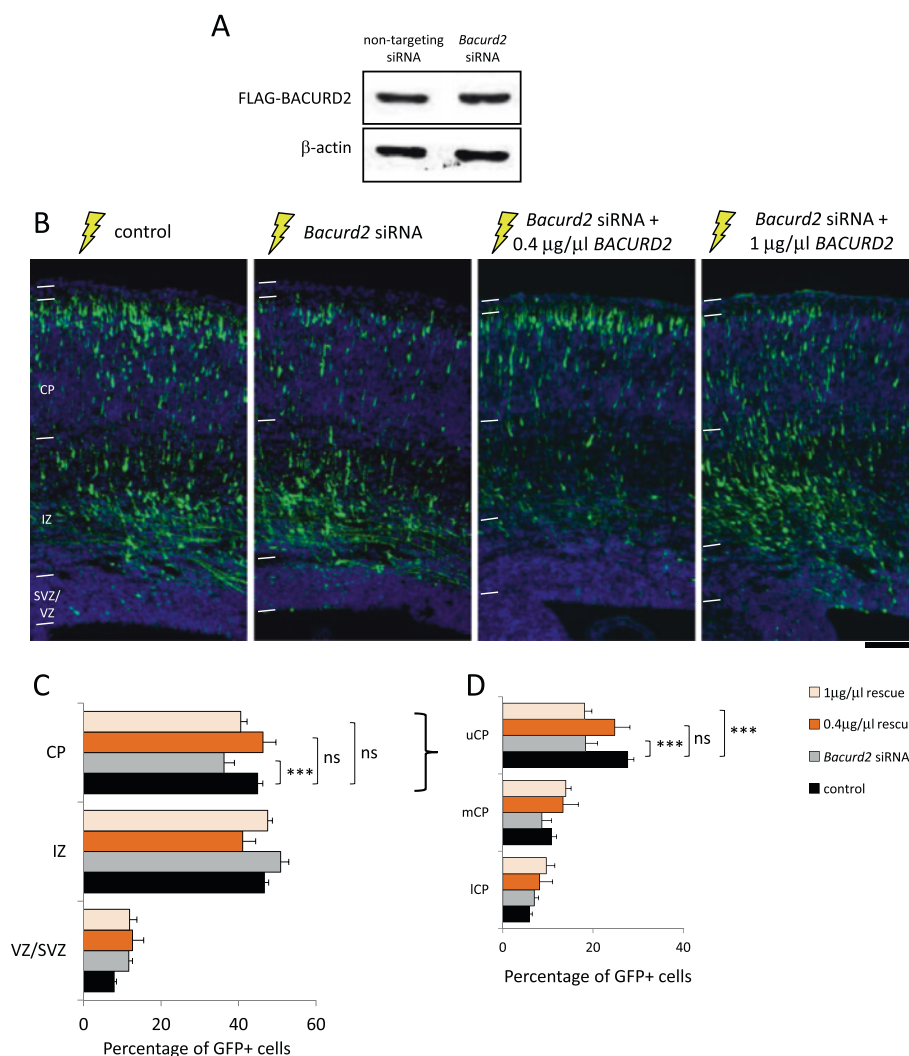 A
non-targeting
siRNA
Bacurd2
siRNA
FLAG-BACURD2
β-actin
B
control
Bacurd2 siRNA
Bacurd2 siRNA +
0.4 µg/µl BACURD2
Bacurd2 siRNA +
1 µg/µl BACURD2
CP
IZ
SVZ/
VZ
C
CP
IZ
VZ/SVZ
***
ns
ns
0
20
40
60
Percentage of GFP+ cells
D
uCP
mCP
lCP
***
ns
***
0
20
40
Percentage of GFP+ cells
1µg/µl rescue
0.4µg/µl rescu
Bacurd2 siRNA
control